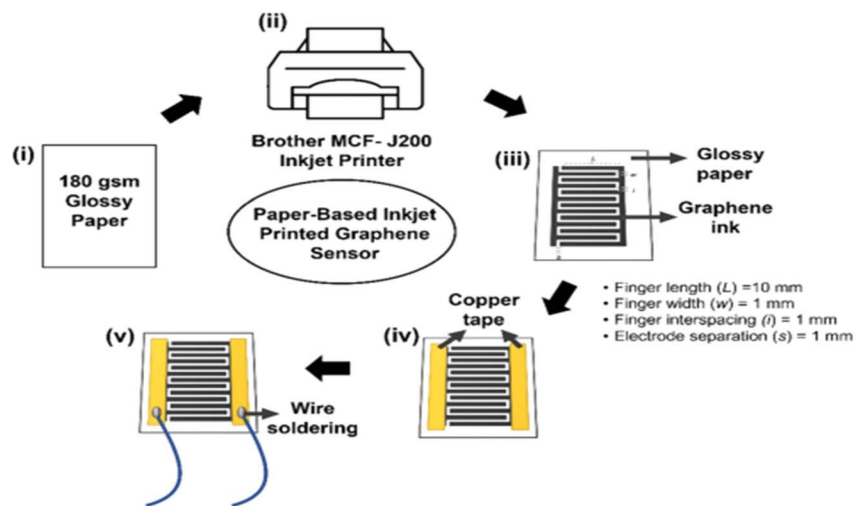 (i)
180 gsm
Glossy
Paper
(ii)
Brother MCF- J200
Inkjet Printer
Paper-Based Inkjet
Printed Graphene
Sensor
(iii)
Glossy
paper
Graphene
ink
• Finger length (L) =10 mm
• Finger width (w) = 1 mm
• Finger interspacing (i) = 1 mm
• Electrode separation (s) = 1 mm
(iv)
Copper
tape
(v)
Wire
soldering